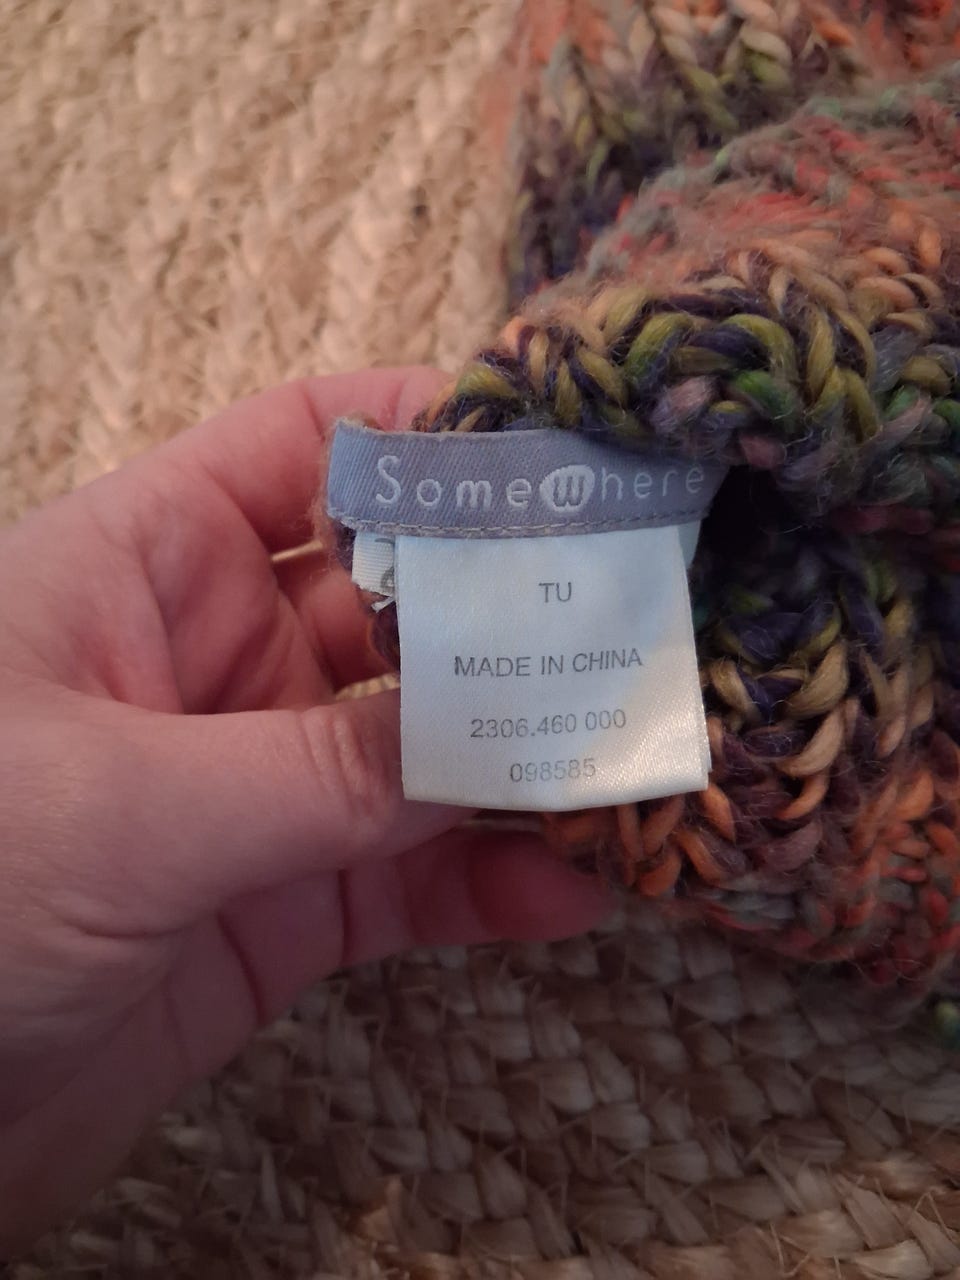 Somewhere
TU
MADE IN CHINA
2306.460 000
098585